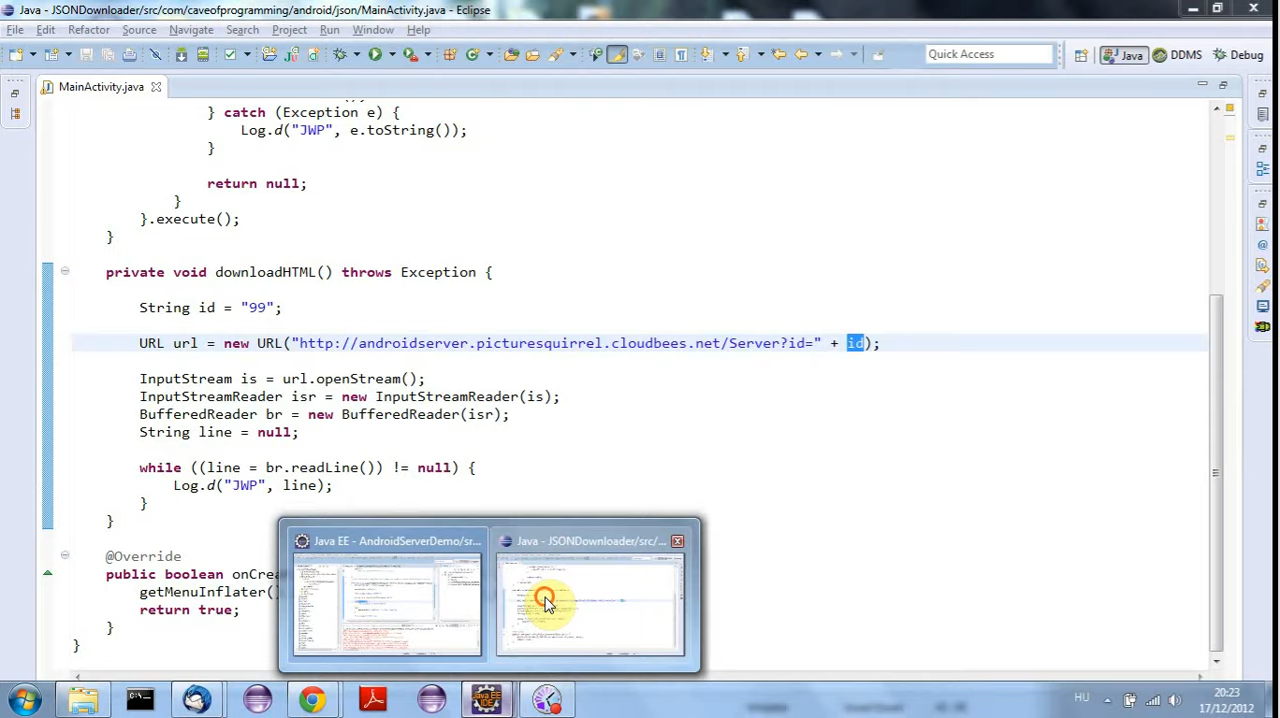 Java - JSONDownloader/src/com/caveofprogramming/android/json/MainActivity.java - Eclipse
File Edit Refactor Source Navigate Search Project Run Window Help
Quick Access
Java DDMS Debug
MainActivity.java
} catch (Exception e) {
Log.d("JWP", e.toString());
}
return null;
}
}.execute();
}
private void downloadHTML() throws Exception {
String id = "99";
URL url = new URL("http://androidserver.picturesquirrel.cloudbees.net/Server?id=" + id);
InputStream is = url.openStream();
InputStreamReader isr = new InputStreamReader(is);
BufferedReader br = new BufferedReader(isr);
String line = null;
while ((line = br.readLine()) != null) {
Log.d("JWP", line);
}
}
@Override
public boolean onCrea
getMenuInflater(
return true;
}
}
Java EE - AndroidServerDemo/sr...
Java - JSONDownloader/src/...
Java EE
IDE
HU
20:23
17/12/2012